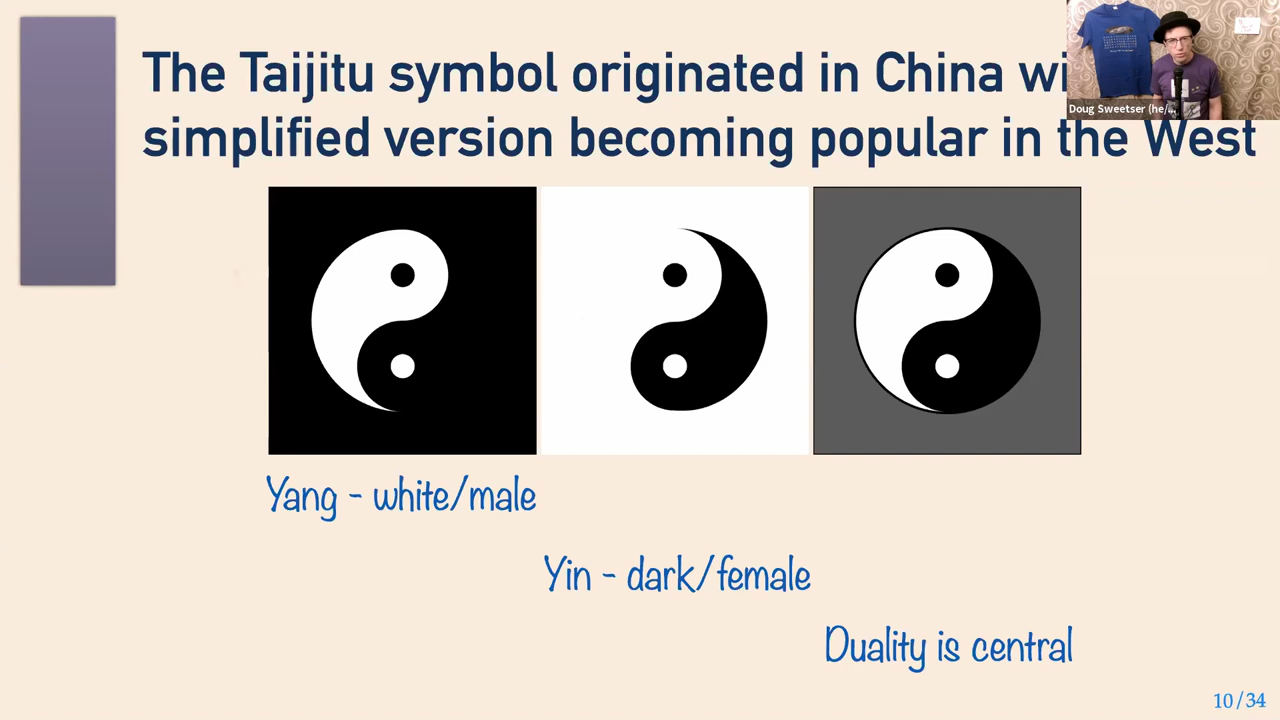 The Taijitu symbol originated in China wi
simplified version becoming popular in the West
Doug Sweetser (he/...
Yang - white/male
Yin - dark/female
Duality is central
10/34